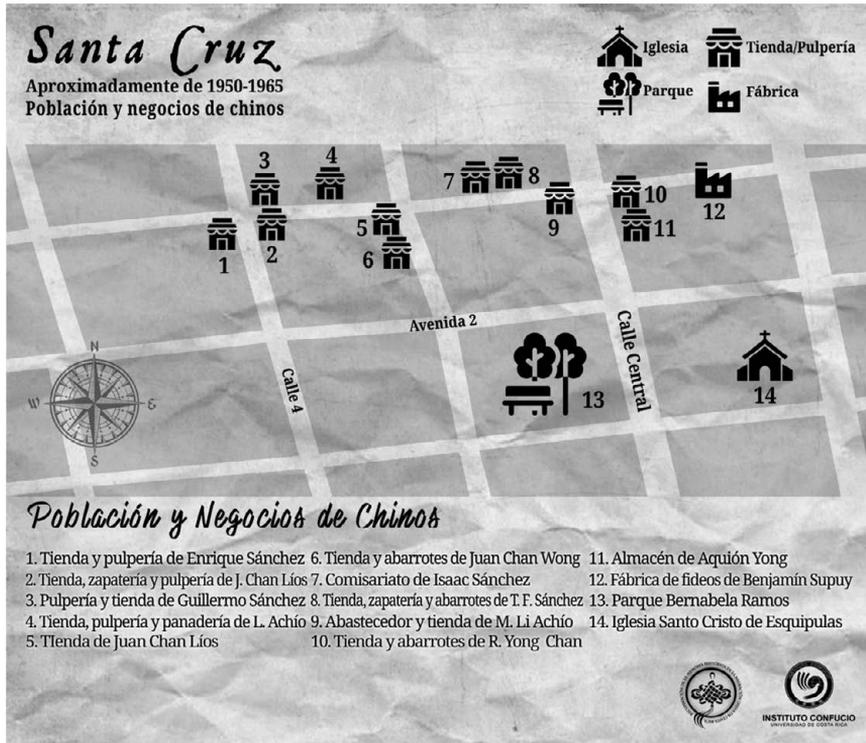 Santa Cruz
Aproximadamente de 1950-1965
Población y negocios de chinos
Iglesia
Tienda/Pulpería
Parque
Fábrica
3
4
7
8
10
12
5
9
11
1
2
6
Avenida 2
Calle 4
Calle Central
13
14
N
W
E
S
Población y Negocios de Chinos
1. Tienda y pulpería de Enrique Sánchez
2. Tienda, zapatería y pulpería de J. Chan Líos
3. Pulpería y tienda de Guillermo Sánchez
4. Tienda, pulpería y panadería de L. Achío
5. TIenda de Juan Chan Líos
6. Tienda y abarrotes de Juan Chan Wong
7. Comisariato de Isaac Sánchez
8. Tienda, zapatería y abarrotes de T. F. Sánchez
9. Abastecedor y tienda de M. Li Achío
10. Tienda y abarrotes de R. Yong Chan
11. Almacén de Aquión Yong
12. Fábrica de fideos de Benjamín Supuy
13. Parque Bernabela Ramos
14. Iglesia Santo Cristo de Esquipulas
INSTITUTO CONFUCIO
UNIVERSIDAD DE COSTA RICA